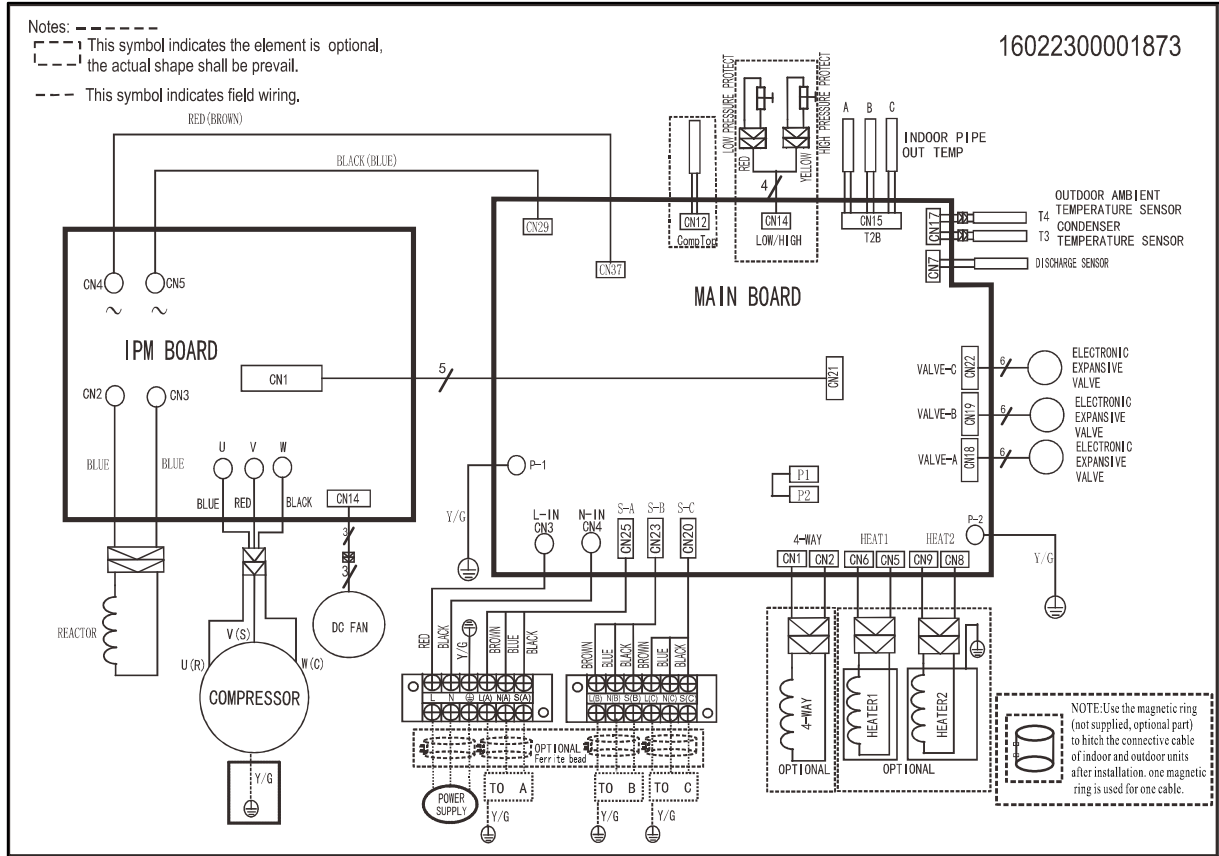 Notes:
This symbol indicates the element is optional,
the actual shape shall be prevail.
This symbol indicates field wiring.
16022300001873
RED(BROWN)
BLACK(BLUE)
LOW PRESSURE PROTECT
HIGH PRESSURE PROTECT
RED
YELLOW
4
CN12
CompTop
CN14
LOW/HIGH
A B C
INDOOR PIPE
OUT TEMP
CN15
T2B
CN17
T4
OUTDOOR AMBIENT
TEMPERATURE SENSOR
T3
CONDENSER
TEMPERATURE SENSOR
CN7
DISCHARGE SENSOR
CN29
CN37
MAIN BOARD
CN4
CN5
~ ~
IPM BOARD
CN1
5
CN21
CN2
CN3
BLUE
BLUE
U V W
BLUE
RED
BLACK
CN14
3
3
VALVE-C
CN22
6
ELECTRONIC
EXPANSIVE
VALVE
VALVE-B
CN19
6
ELECTRONIC
EXPANSIVE
VALVE
VALVE-A
CN18
6
ELECTRONIC
EXPANSIVE
VALVE
P-1
Y/G
P1
P2
P-2
Y/G
L-IN
CN3
N-IN
CN4
S-A
CN25
S-B
CN23
S-C
CN20
4-WAY
CN1
CN2
HEAT1
CN6
CN5
HEAT2
CN9
CN8
REACTOR
DC FAN
U(R)
V(S)
W(C)
COMPRESSOR
Y/G
RED
BLACK
Y/G
BROWN
BLUE
BLACK
BROWN
BLUE
BLACK
BROWN
BLUE
BLACK
L N L(A) N(A) S(A)
L(B) N(B) S(B) L(C) N(C) S(C)
OPTIONAL
Ferrite bead
POWER
SUPPLY
TO A
Y/G
TO B
Y/G
TO C
Y/G
4-WAY
OPTIONAL
HEATER1
HEATER2
OPTIONAL
NOTE:Use the magnetic ring
(not supplied, optional part)
to hitch the connective cable
of indoor and outdoor units
after installation. one magnetic
ring is used for one cable.